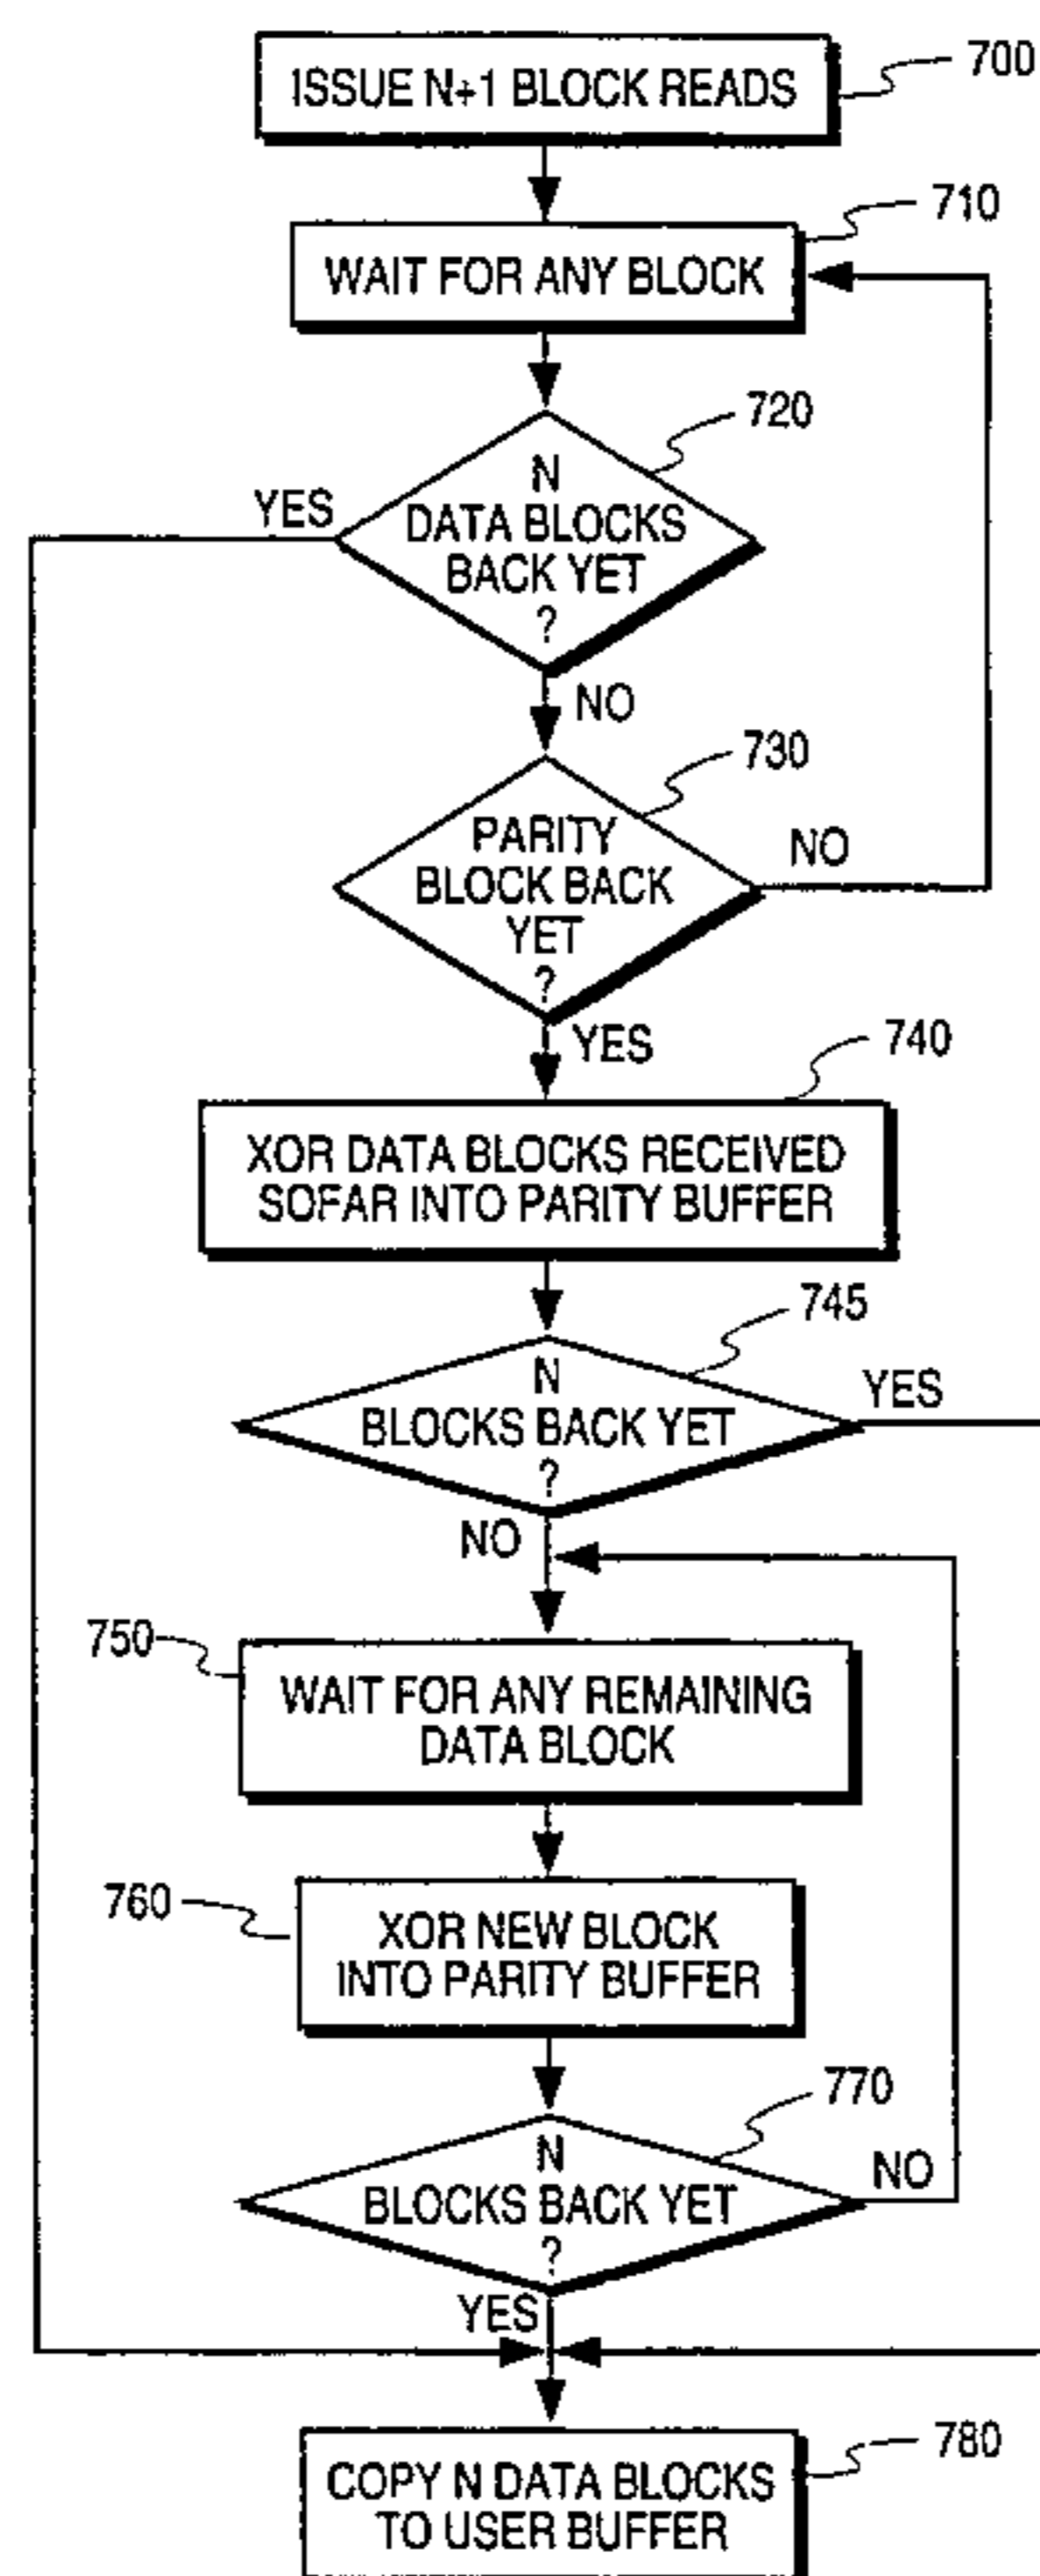 ISSUE N+1 BLOCK READS
700
710
WAIT FOR ANY BLOCK
720
N
DATA BLOCKS
BACK YET
?
YES
NO
730
PARITY
BLOCK BACK
YET
?
NO
YES
740
XOR DATA BLOCKS RECEIVED
SOFAR INTO PARITY BUFFER
745
N
BLOCKS BACK YET
?
YES
NO
750
WAIT FOR ANY REMAINING
DATA BLOCK
760
XOR NEW BLOCK
INTO PARITY BUFFER
770
N
BLOCKS BACK YET
?
NO
YES
780
COPY N DATA BLOCKS
TO USER BUFFER